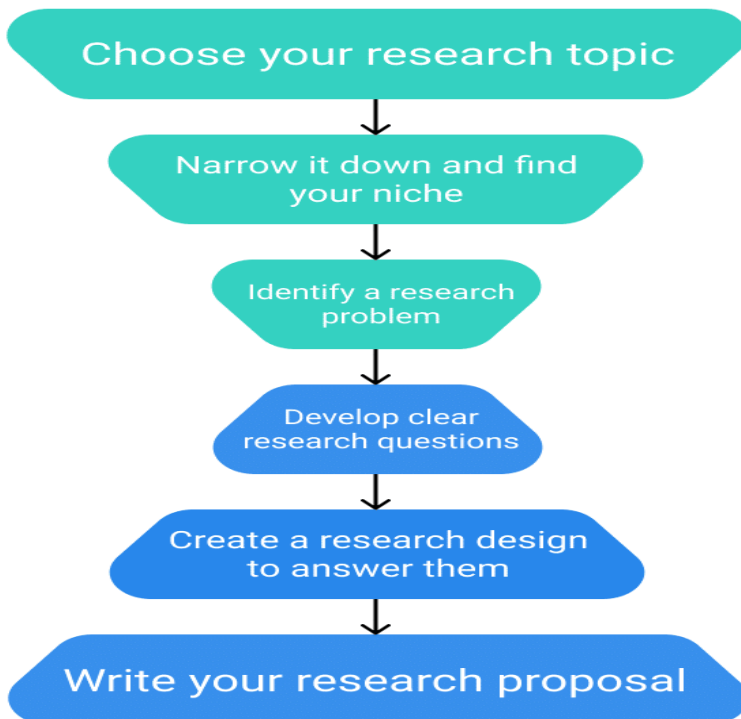 Choose your research topic
Narrow it down and find
your niche
Identify a research
problem
Develop clear
research questions
Create a research design
to answer them
Write your research proposal